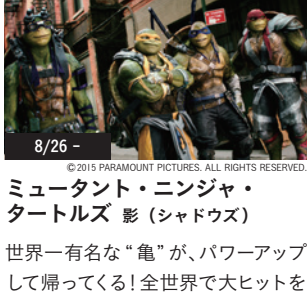 8/26 -
©2015 PARAMOUNT PICTURES. ALL RIGHTS RESERVED.
ミュータント・ニンジャ・
タートルズ 影（シャドウズ）
世界一有名な“亀”が、パワーアップ
して帰ってくる！全世界で大ヒットを